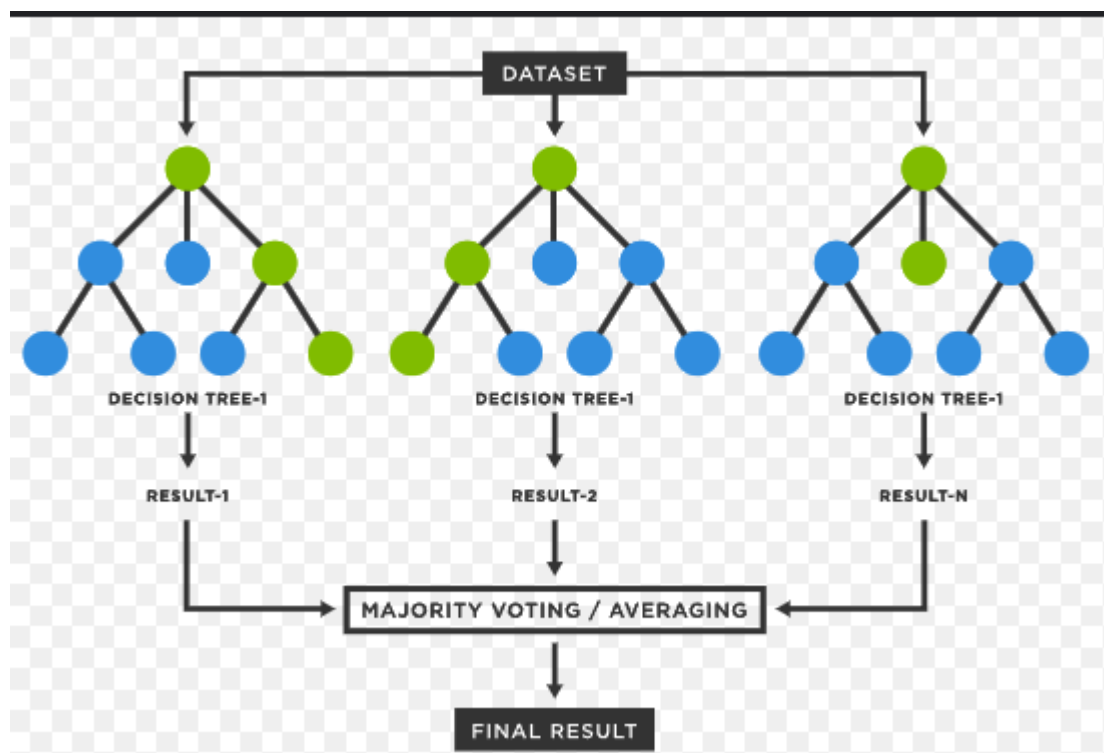 DATASET
DECISION TREE-1 DECISION TREE-1 DECISION TREE-1
RESULT-1 RESULT-2 RESULT-N
MAJORITY VOTING / AVERAGING
FINAL RESULT